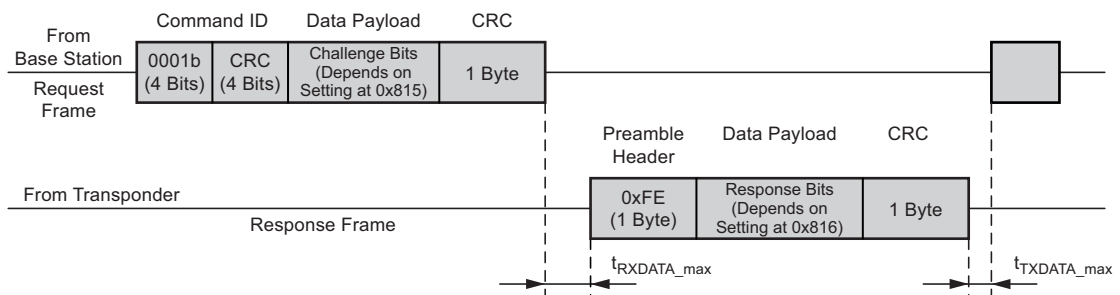 Command ID
Data Payload
CRC
From
Base Station
Request
Frame
0001b
(4 Bits)
CRC
(4 Bits)
Challenge Bits
(Depends on
Setting at 0x815)
1 Byte
Preamble
Header
Data Payload
CRC
From Transponder
Response Frame
0xFE
(1 Byte)
Response Bits
(Depends on
Setting at 0x816)
1 Byte
tRXDATA_max
tTXDATA_max